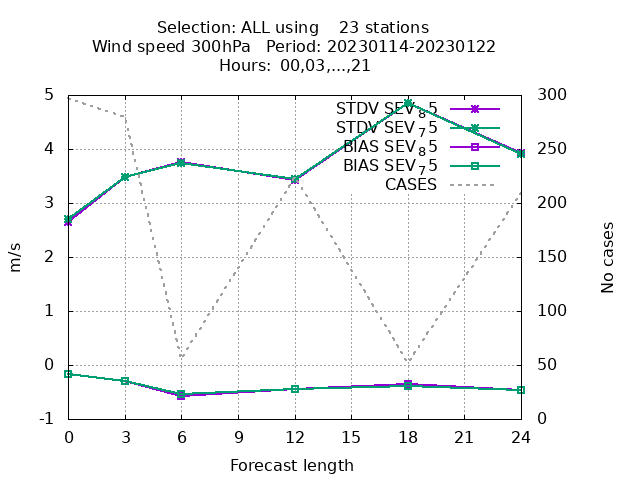 Selection: ALL using    23 stations
Wind speed 300hPa   Period: 20230114-20230122
Hours:  00,03,...,21
5 300
STDV SEV₈5
STDV SEV₇5
BIAS SEV₈5
BIAS SEV₇5
CASES
4 250
3 200
2 150
1 100
0 50
-1 0
m/s
No cases
0 3 6 9 12 15 18 21 24
Forecast length